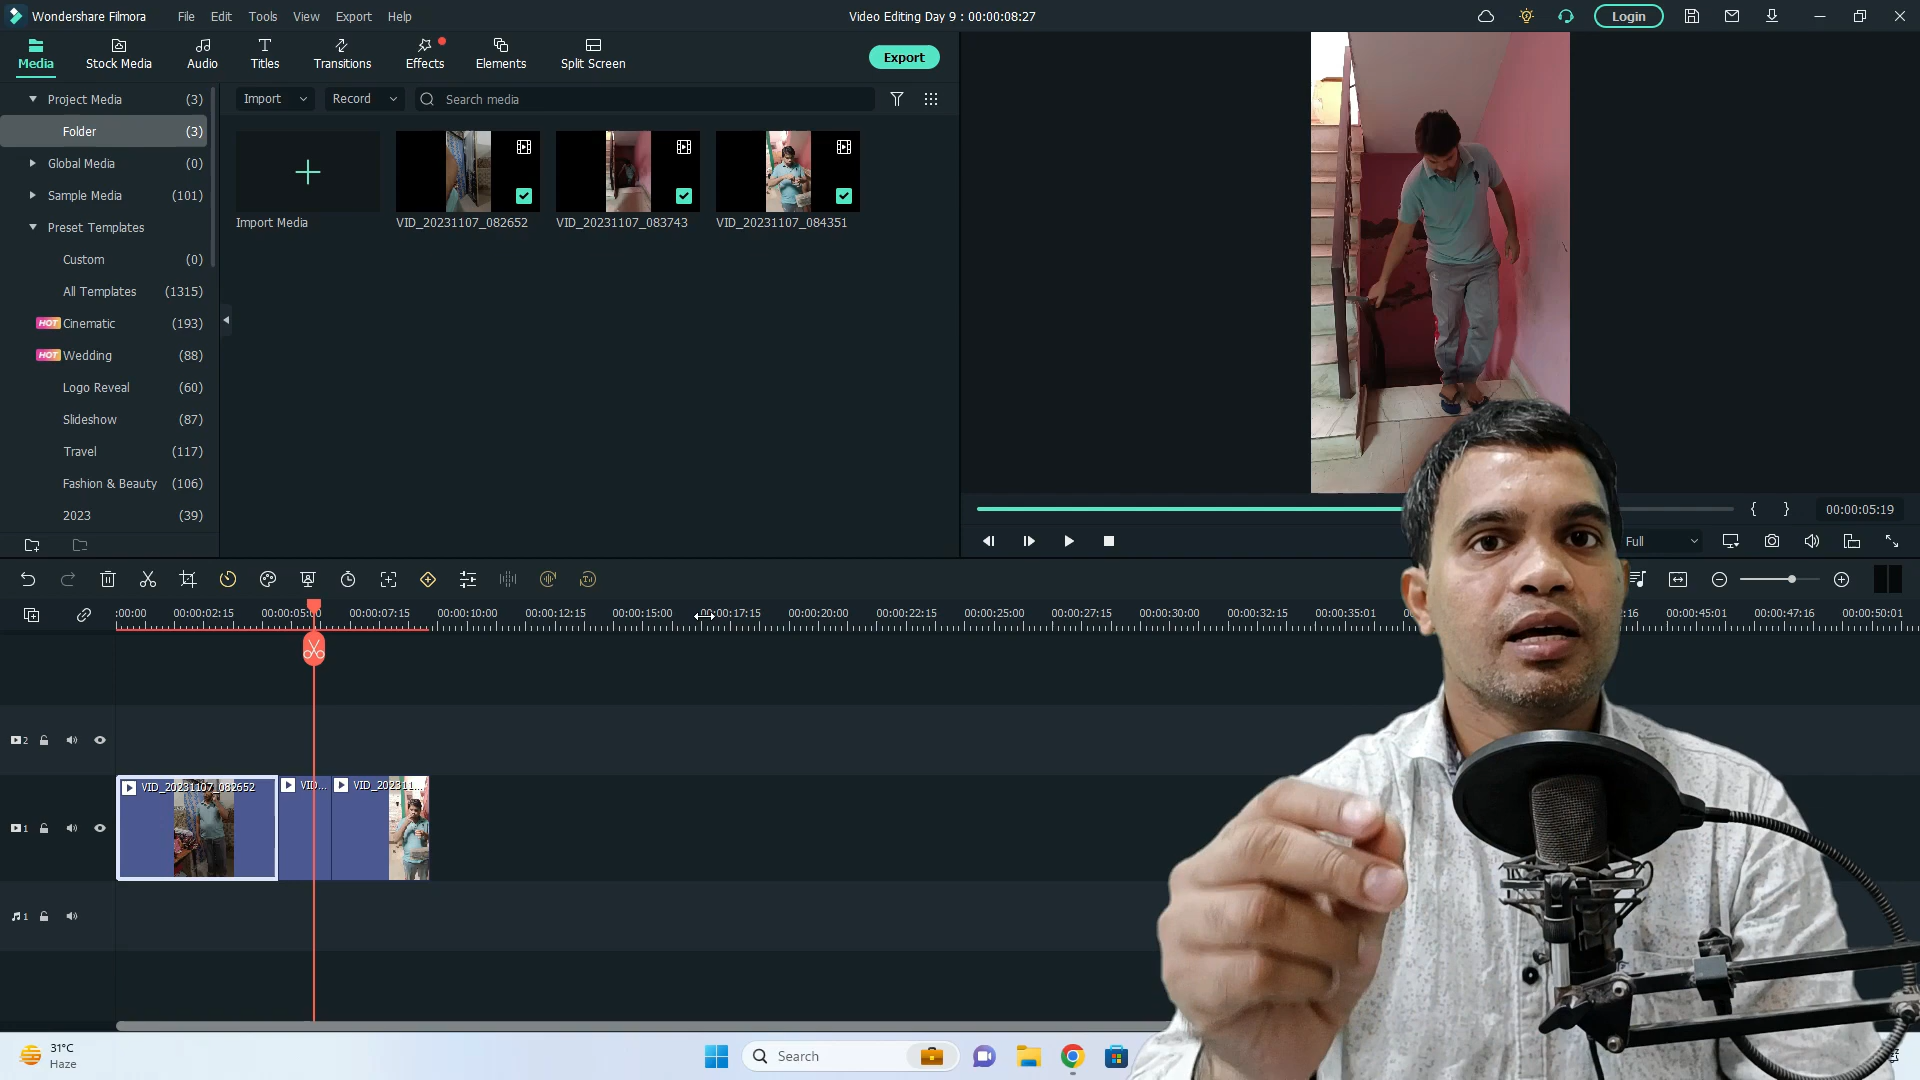 Wondershare Filmora File Edit Tools View Export Help Video Editing Day 9 : 00:00:08:27 Login
Media Stock Media Audio Titles Transitions Effects Elements Split Screen Export
Project Media (3)
Folder (3)
Global Media (0)
Sample Media (101)
Preset Templates
Custom (0)
All Templates (1315)
HOT Cinematic (193)
HOT Wedding (88)
Logo Reveal (60)
Slideshow (87)
Travel (117)
Fashion & Beauty (106)
2023 (39)
Import Record Search media
Import Media VID_20231107_082652 VID_20231107_083743 VID_20231107_084351
{ } 00:00:05:19
Full
:00:00 00:00:02:15 00:00:05:00 00:00:07:15 00:00:10:00 00:00:12:15 00:00:15:00 00:00:17:15 00:00:20:00 00:00:22:15 00:00:25:00 00:00:27:15 00:00:30:00 00:00:32:15 00:00:35:01 :16 00:00:45:01 00:00:47:16 00:00:50:01
2
VID_20231107_082652 VID... VID_202311...
1
1
31°C
Haze
Search